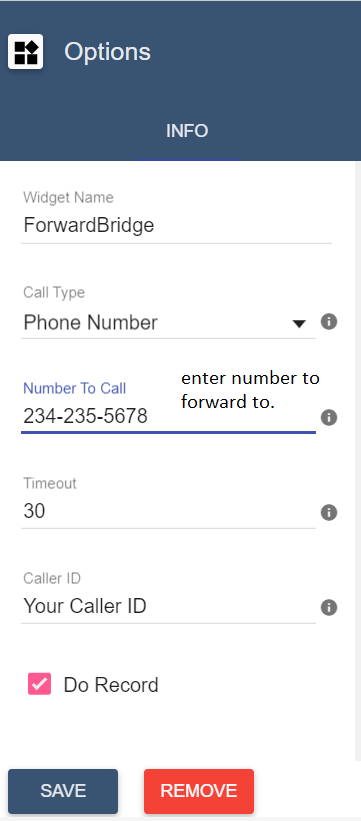 Options
INFO
Widget Name
ForwardBridge
Call Type
Phone Number
Number To Call
234-235-5678
enter number to
forward to.
Timeout
30
Caller ID
Your Caller ID
Do Record
SAVE
REMOVE